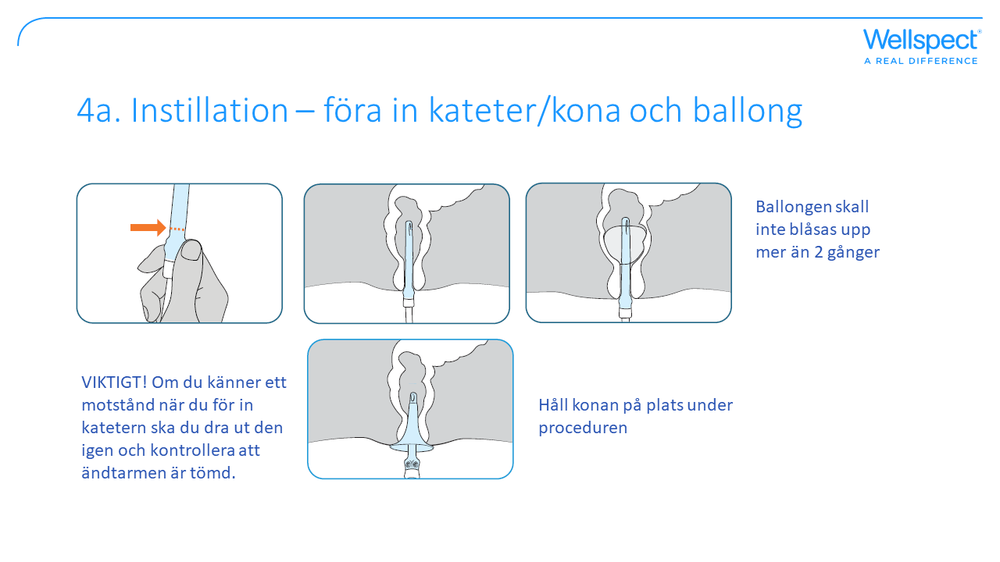 Wellspect®
A REAL DIFFERENCE
4a. Instillation – föra in kateter/kona och ballong
Ballongen skall
inte blåsas upp
mer än 2 gånger
VIKTIGT! Om du känner ett
motstånd när du för in
katetern ska du dra ut den
igen och kontrollera att
ändtarmen är tömd.
Håll konan på plats under
proceduren